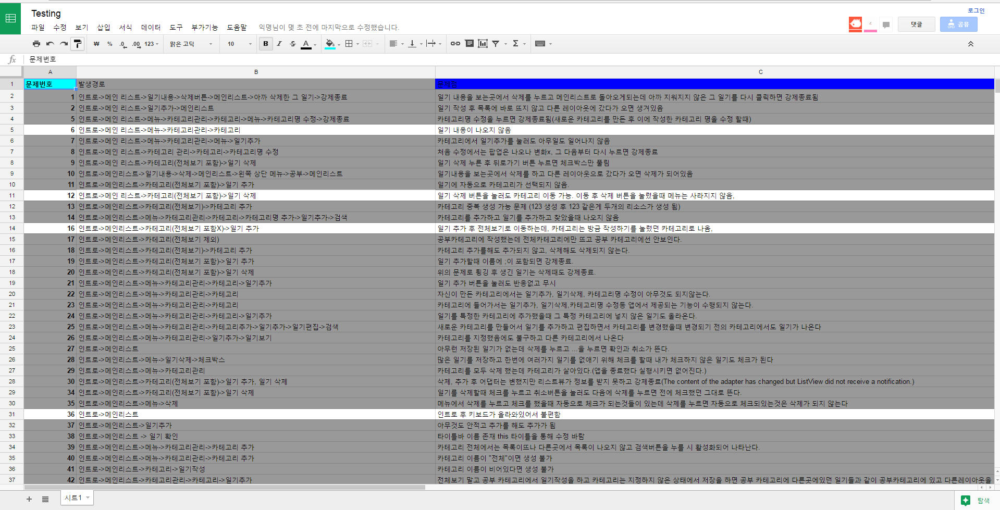 Testing
로그인
파일 수정 보기 삽입 서식 데이터 도구 부가기능 도움말 익명님이 몇 초 전에 마지막으로 수정했습니다.
댓글 공유
₩ % .0 .00 123 맑은 고딕 10 B I S A Σ
fx 문제번호
A B C
1 문제번호 발생경로 문제점
2 1 인트로->메인 리스트->일기내용->삭제버튼->메인리스트->아까 삭제한 그 일기->강제종료 일기 내용을 보는곳에서 삭제를 누르고 메인리스트로 돌아오게되는데 아까 지워지지 않은 그 일기를 다시 클릭하면 강제종료됨
3 2 인트로->메인 리스트->일기추가->메인리스트 일기 작성 후 목록에 바로 뜨지 않고 다른 레이아웃에 갔다가 오면 생겨있음
4 5 인트로->메인 리스트->메뉴->카테고리관리->카테고리->메뉴->카테고리명 수정->강제종료 카테고리명 수정을 누르면 강제종료됨(새로운 카테고리를 만든 후 이에 작성한 카테고리 명을 수정 할때)
5 6 인트로->메인 리스트->메뉴->카테고리관리->카테고리 일기 내용이 나오지 않음
6 7 인트로->메인 리스트->메뉴->카테고리관리->메뉴->일기추가 카테고리에서 일기추가를 눌러도 아무일도 일어나지 않음
7 8 인트로->메인 리스트->카테고리 관리->카테고리->카테고리명 수정 처음 수정에서는 팝업은 나오나 변화x, 그 다음부터 다시 누르면 강제종료
8 9 인트로->메인 리스트->카테고리(전체보기 포함)->일기 삭제 일기 삭제 누른 후 뒤로가기 버튼 누르면 체크박스만 풀림
9 10 인트로->메인리스트->일기내용->삭제->메인리스트->왼쪽 상단 메뉴->공부->메인리스트 일기내용을 보는곳에서 삭제를 하고 다른 레이아웃으로 갔다가 오면 삭제가 되어있음
10 11 인트로->메인리스트->카테고리(전체보기 포함)->일기 추가 일기에 자동으로 카테고리가 선택되지 않음.
11 12 인트로->메인 리스트->카테고리(전체보기 포함)->일기 삭제 일기 삭제 버튼을 눌러도 카테고리 이동 가능. 이동 후 삭제 버튼을 눌렀을때 메뉴는 사라지지 않음,
12 13 인트로->메인리스트->카테고리(전체보기)->카테고리 추가 카테고리 중복 생성 가능 문제 (123 생성 후 123 같은게 두개의 리소스가 생성 됨)
13 14 인트로->메인리스트->메뉴->카테고리관리->카테고리->카테고리명 추가->일기추가->검색 카테고리를 추가하고 일기를 추가하고 찾았을때 나오지 않음
14 16 인트로->메인리스트->카테고리(전체보기 포함X)->일기 추가 일기 추가 후 전체보기로 이동하는데, 카테고리는 방금 작성하기를 눌렀던 카테고리로 나옴,
15 17 인트로->메인리스트->카테고리(전체보기 제외) 공부카테고리에 작성했는데 전체카테고리에만 뜨고 공부 카테고리에선 안보인다.
16 18 인트로->메인리스트->카테고리(전체보기)->카테고리 추가 카테고리 추가를해도 추가되지 않고, 삭제해도 삭제되지 않는다.
17 19 인트로->메인리스트->카테고리(전체보기 포함)->일기 추가 일기 추가할때 이름에 ;이 포함되면 강제종료.
18 20 인트로->메인리스트->카테고리(전체보기 포함)->일기 삭제 위의 문제로 튕김 후 생긴 일기는 삭제때도 강제종료.
19 21 인트로->메인리스트->메뉴->카테고리관리->카테고리->일기추가 일기 추가 버튼을 눌러도 반응없고 무시
20 22 인트로->메인리스트->메뉴->카테고리관리->카테고리 자신이 만든 카테고리에서는 일기추가, 일기삭제, 카테고리명 수정이 아무것도 되지않는다.
21 23 인트로->메인리스트->메뉴->카테고리관리->카테고리 카테고리에 들어가서는 일기추가, 일기삭제,카테고리명 수정등 앱에서 제공되는 기능이 수행되지 않는다.
22 24 인트로->메인리스트->메뉴->카테고리관리->카테고리->일기추가 일기를 특정한 카테고리에 추가했을때 그 특정 카테고리에 넣지 않은 일기도 올라온다.
23 25 인트로->메인리스트->메뉴->카테고리관리->카테고리추가->일기추가->일기편집->검색 새로운 카테고리를 만들어서 일기를 추가하고 편집하면서 카테고리를 변경했을때 변경되기 전의 카테고리에서도 일기가 나온다
24 26 인트로->메인리스트->메뉴->카테고리관리->일기추가->일기보기 카테고리를 지정했음에도 불구하고 다른 카테고리에서 나온다
25 27 인트로->메인리스트 아무런 저장된 일기가 없는데 삭제를 누르고 ...을 누르면 확인과 취소가 뜬다.
26 28 인트로->메인리스트->메뉴->일기삭제->체크박스 많은 일기를 저장하고 한번에 여러가지 일기를 없애기 위해 체크를 할때 내가 체크하지 않은 일기도 체크가 된다
27 29 인트로->메인리스트->메뉴->카테고리관리 카테고리를 모두 삭제 했는데 카테고리가 살아있다.(앱을 종료했다 실행시키면 없어진다.)
28 30 인트로->메인리스트->카테고리(전체보기 포함)->일기 추가, 일기 삭제 삭제, 추가 후 어댑터는 변했지만 리스트뷰가 정보를 받지 못하고 강제종료(The content of the adapter has changed but ListView did not receive a notification.)
29 34 인트로->메인리스트->카테고리(전체보기 포함)->일기 삭제 일기를 삭제할때 체크를 누르고 취소버튼을 눌러도 다음에 삭제를 누르면 전에 체크했던 그대로 뜬다.
30 35 인트로->메인리스트->메뉴->삭제 메뉴에서 삭제를 누르고 체크를 했을때 자동으로 체크가 되는것들이 있는데 삭제를 누르면 자동으로 체크되있는것은 삭제가 되지 않는다
31 36 인트로->메인리스트 인트로 후 키보드가 올라와있어서 불편함
32 37 인트로->메인리스트->일기추가 아무것도 안적고 추가를 해도 추가가 됨
33 38 인트로->메인리스트 -> 일기 확인 타이틀바 이름 존재 this 타이틀을 통해 수정 바람
34 39 인트로->메인리스트->메뉴->카테고리관리->카테고리 추가 카테고리 전체에서는 목록이뜨나 다른곳에서 목록이 나오지 않고 검색버튼을 누를 시 활성화되어 나타난다.
35 40 인트로->메인리스트->메뉴->카테고리관리->카테고리 추가 카테고리 이름이 "전체"이면 생성 불가
36 41 인트로->메인리스트->카테고리->일기작성 카테고리 이름이 비어있다면 생성 불가
37 42 인트로->메인리스트->카테고리관리->카테고리->일기추가 전체보기 말고 공부 카테고리에서 일기작성을 하고 카테고리는 지정하지 않은 상태에서 저장을 하면 공부 카테고리에 다른곳에있던 일기들과 같이 공부카테고리에 있고 다른레이아웃을
시트1 탐색